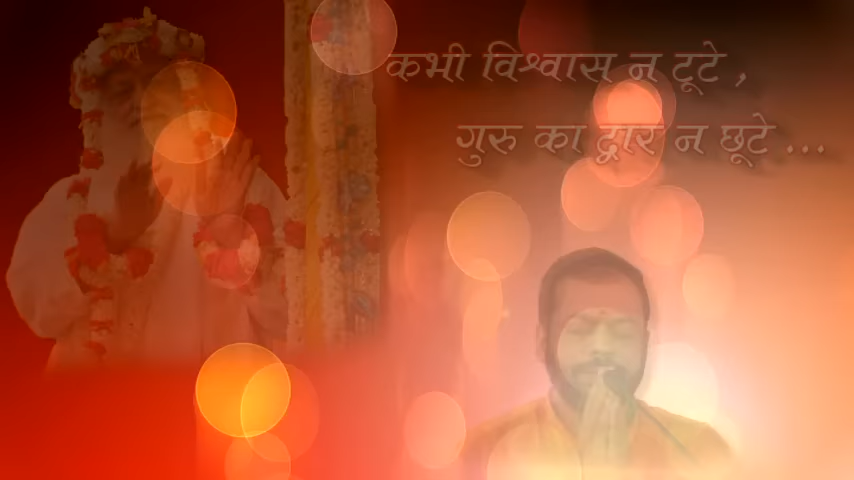 कभी विश्वास न टूटे ,
गुरु का द्वार न छूटे ...